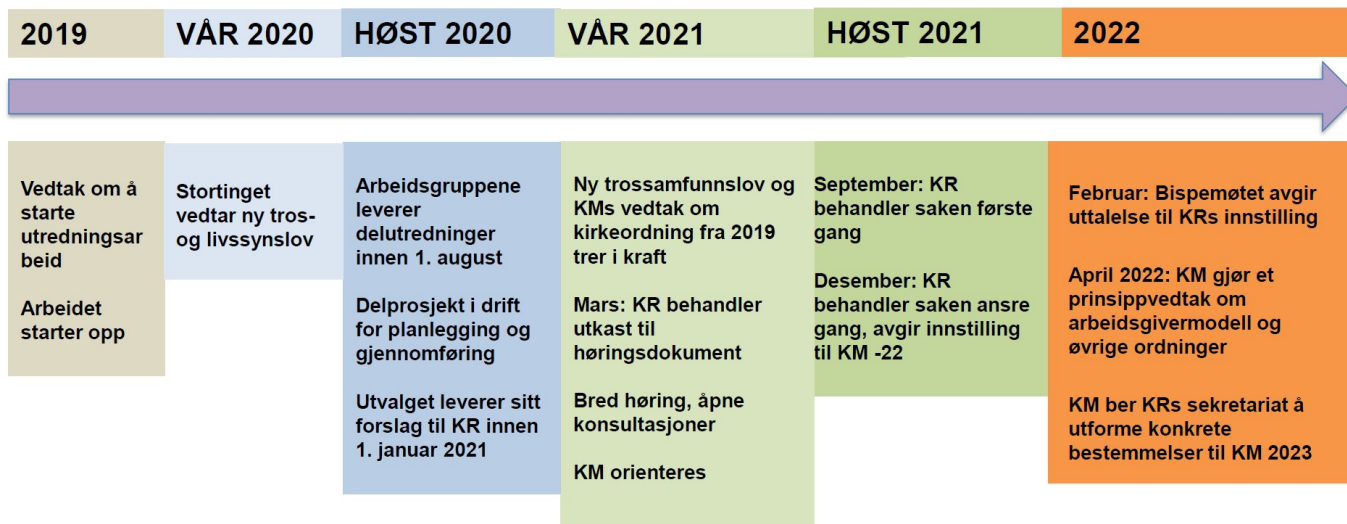 2019
VÅR 2020
HØST 2020
VÅR 2021
HØST 2021
2022
Vedtak om å
starte
utredningsar
beid
Arbeidet
starter opp
Stortinget
vedtar ny tros-
og livssynslov
Arbeidsgruppene
leverer
delutredninger
innen 1. august
Delprosjekt i drift
for planlegging og
gjennomføring
Utvalget leverer sitt
forslag til KR innen
1. januar 2021
Ny trossamfunnslov og
KMs vedtak om
kirkeordning fra 2019
trer i kraft
Mars: KR behandler
utkast til
høringsdokument
Bred høring, åpne
konsultasjoner
KM orienteres
September: KR
behandler saken første
gang
Desember: KR
behandler saken ansre
gang, avgir innstilling
til KM -22
Februar: Bispemøtet avgir
uttalelse til KRs innstilling
April 2022: KM gjør et
prinsippvedtak om
arbeidsgivermodell og
øvrige ordninger
KM ber KRs sekretariat å
utforme konkrete
bestemmelser til KM 2023